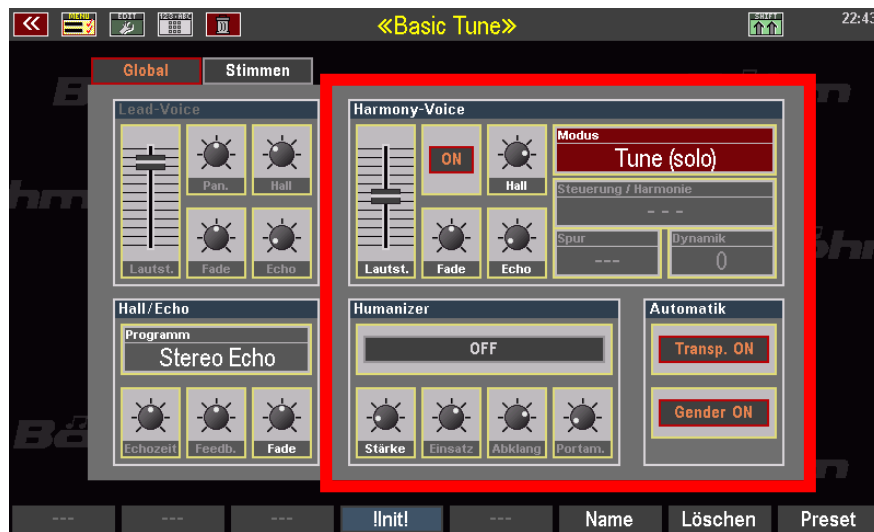 MENU
EDIT
123·ABC
«Basic Tune»
SHIFT
22:43
Global
Stimmen
Lead-Voice
Pan.
Hall
Lautst.
Fade
Echo
Harmony-Voice
ON
Hall
Lautst.
Fade
Echo
Modus
Tune (solo)
Steuerung / Harmonie
- - -
Spur
---
Dynamik
0
Hall/Echo
Programm
Stereo Echo
Echozeit
Feedb.
Fade
Humanizer
OFF
Stärke
Einsatz
Abklang
Portam.
Automatik
Transp. ON
Gender ON
---
---
---
!Init!
---
Name
Löschen
Preset